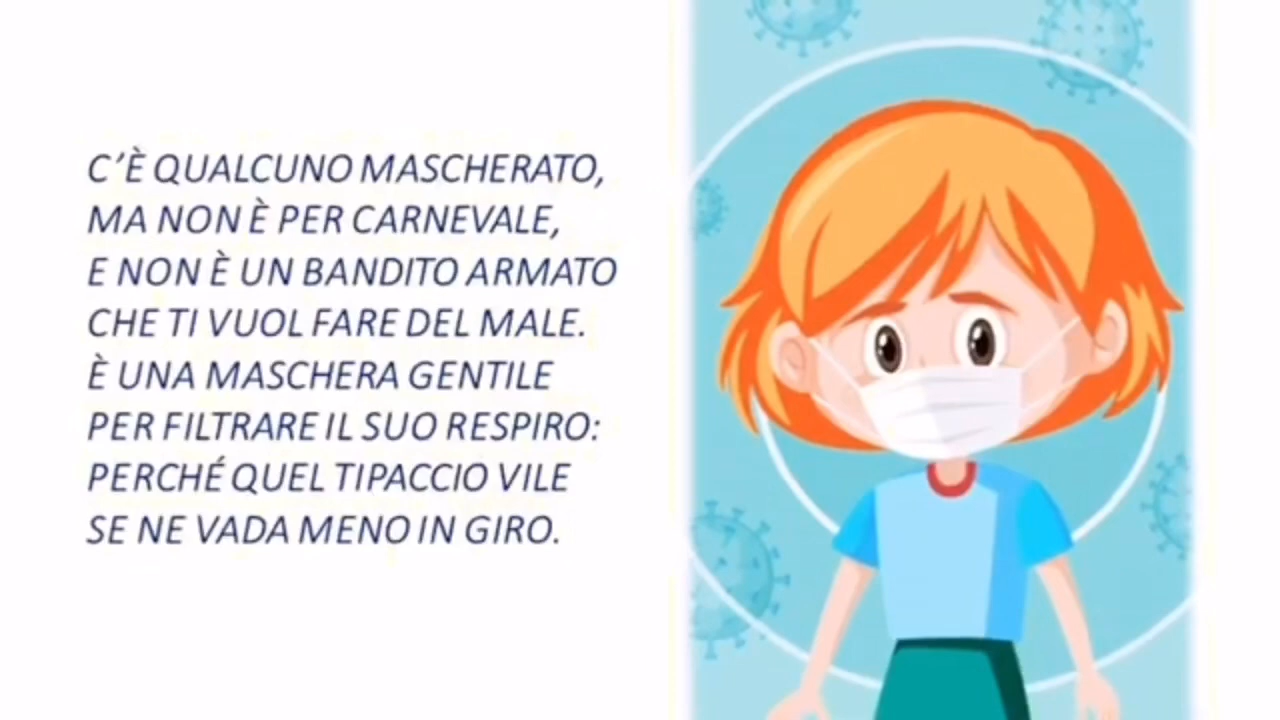 C'È QUALCUNO MASCHERATO,
MA NON È PER CARNEVALE,
E NON È UN BANDITO ARMATO
CHE TI VUOL FARE DEL MALE.
È UNA MASCHERA GENTILE
PER FILTRARE IL SUO RESPIRO:
PERCHÉ QUEL TIPACCIO VILE
SE NE VADA MENO IN GIRO.